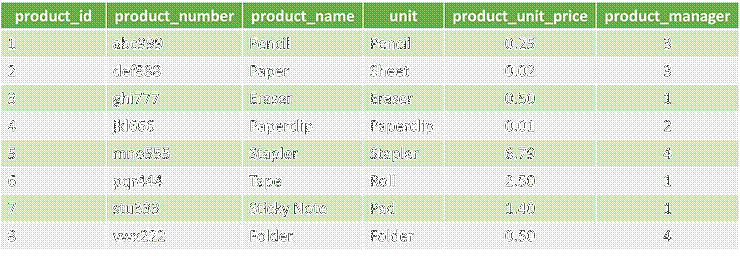 product_id product_number product_name unit product_unit_price product_manager
1 abc999 Pencil Pencil 0.25 3
2 def888 Paper Sheet 0.02 3
3 ghi777 Eraser Eraser 0.50 1
4 jkl666 Paperclip Paperclip 0.01 2
5 mno555 Stapler Stapler 6.79 4
6 pqr444 Tape Roll 2.50 1
7 stu333 Sticky Note Pad 1.40 1
8 vwx222 Folder Folder 0.50 4